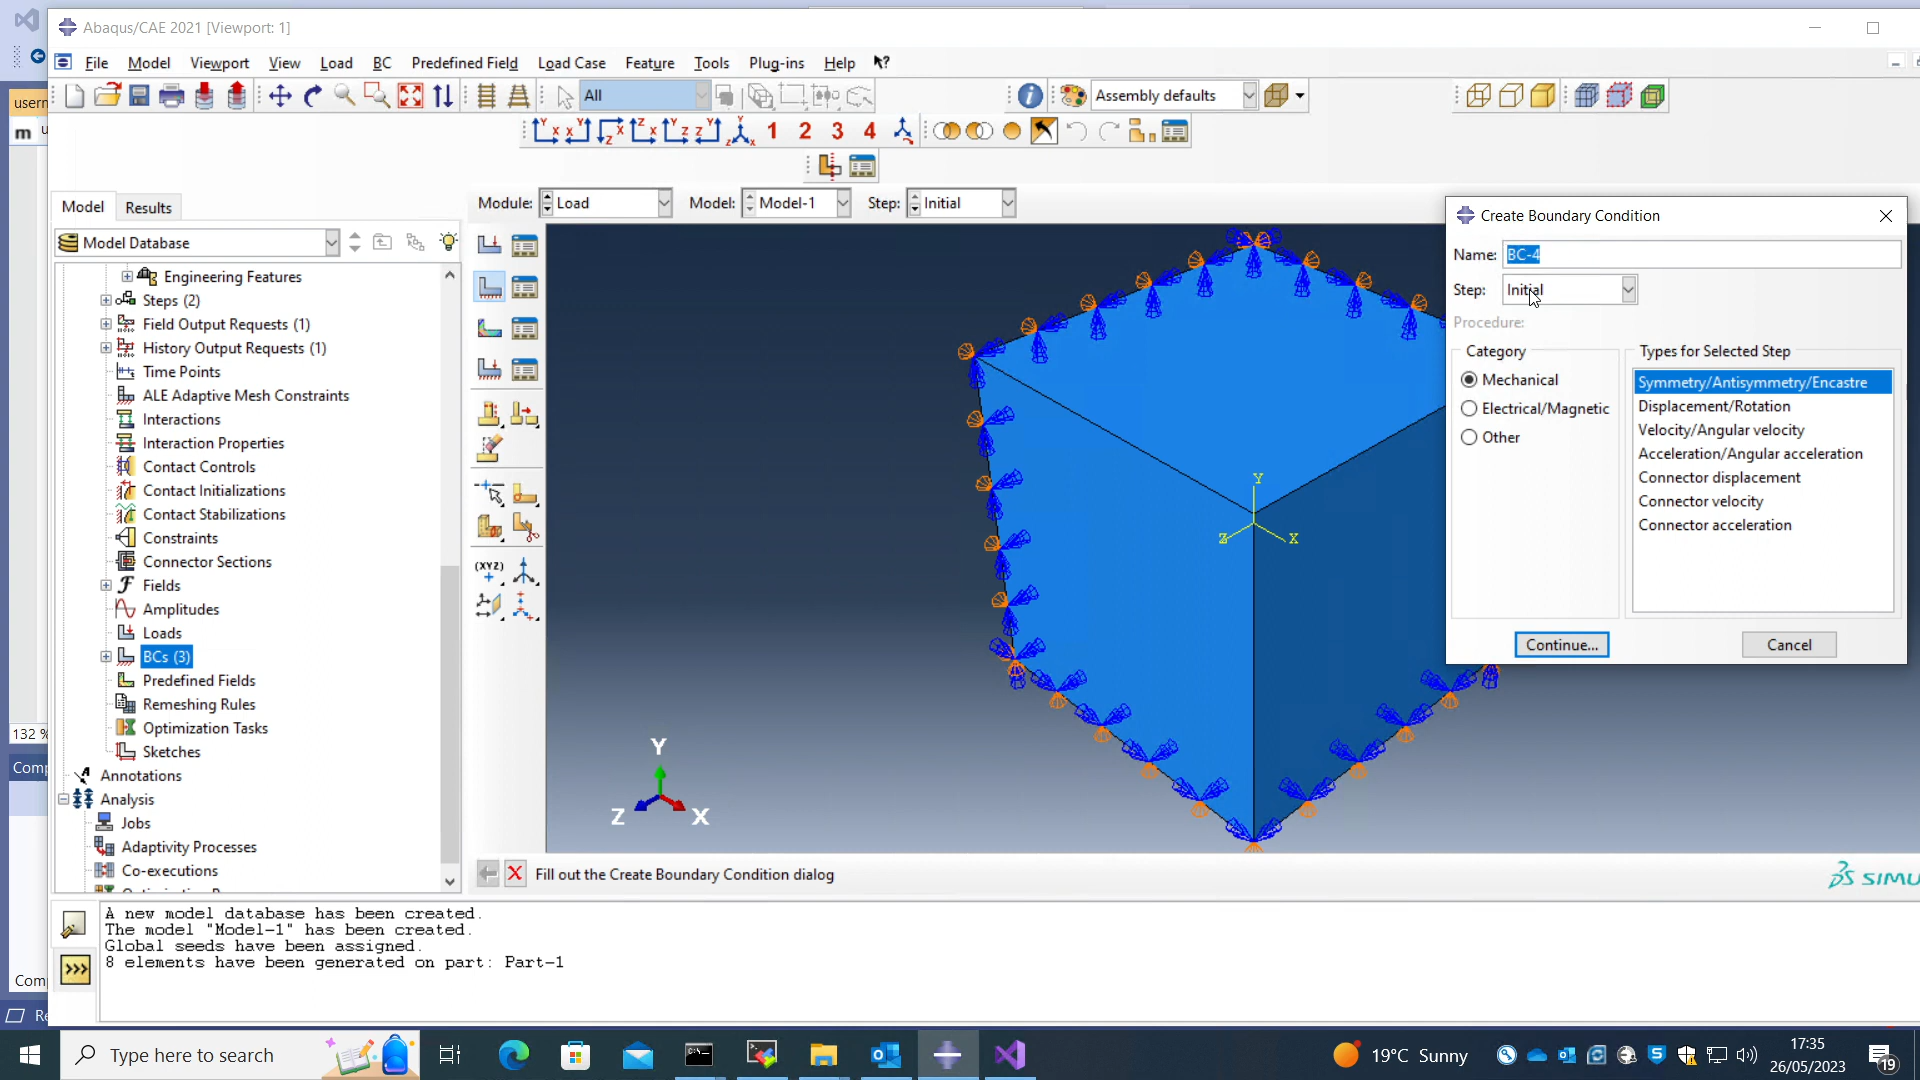 Abaqus/CAE 2021 [Viewport: 1]
File Model Viewport View Load BC Predefined Field Load Case Feature Tools Plug-ins Help
usern
All
Assembly defaults
m
1 2 3 4
Model Results
Module: Load Model: Model-1 Step: Initial
Model Database
Engineering Features
Steps (2)
Field Output Requests (1)
History Output Requests (1)
Time Points
ALE Adaptive Mesh Constraints
Interactions
Interaction Properties
Contact Controls
Contact Initializations
Contact Stabilizations
Constraints
Connector Sections
Fields
Amplitudes
Loads
BCs (3)
Predefined Fields
Remeshing Rules
Optimization Tasks
Sketches
Annotations
Analysis
Jobs
Adaptivity Processes
Co-executions
(XYZ)
Y
Z X
Y
Z X
Create Boundary Condition
Name: BC-4
Step: Initial
Procedure:
Category
Mechanical
Electrical/Magnetic
Other
Types for Selected Step
Symmetry/Antisymmetry/Encastre
Displacement/Rotation
Velocity/Angular velocity
Acceleration/Angular acceleration
Connector displacement
Connector velocity
Connector acceleration
Continue... Cancel
132 %
Comp
Fill out the Create Boundary Condition dialog
SIMU
A new model database has been created.
The model "Model-1" has been created.
Global seeds have been assigned.
8 elements have been generated on part: Part-1
Comp
Re
Type here to search
19°C Sunny
17:35
26/05/2023
19